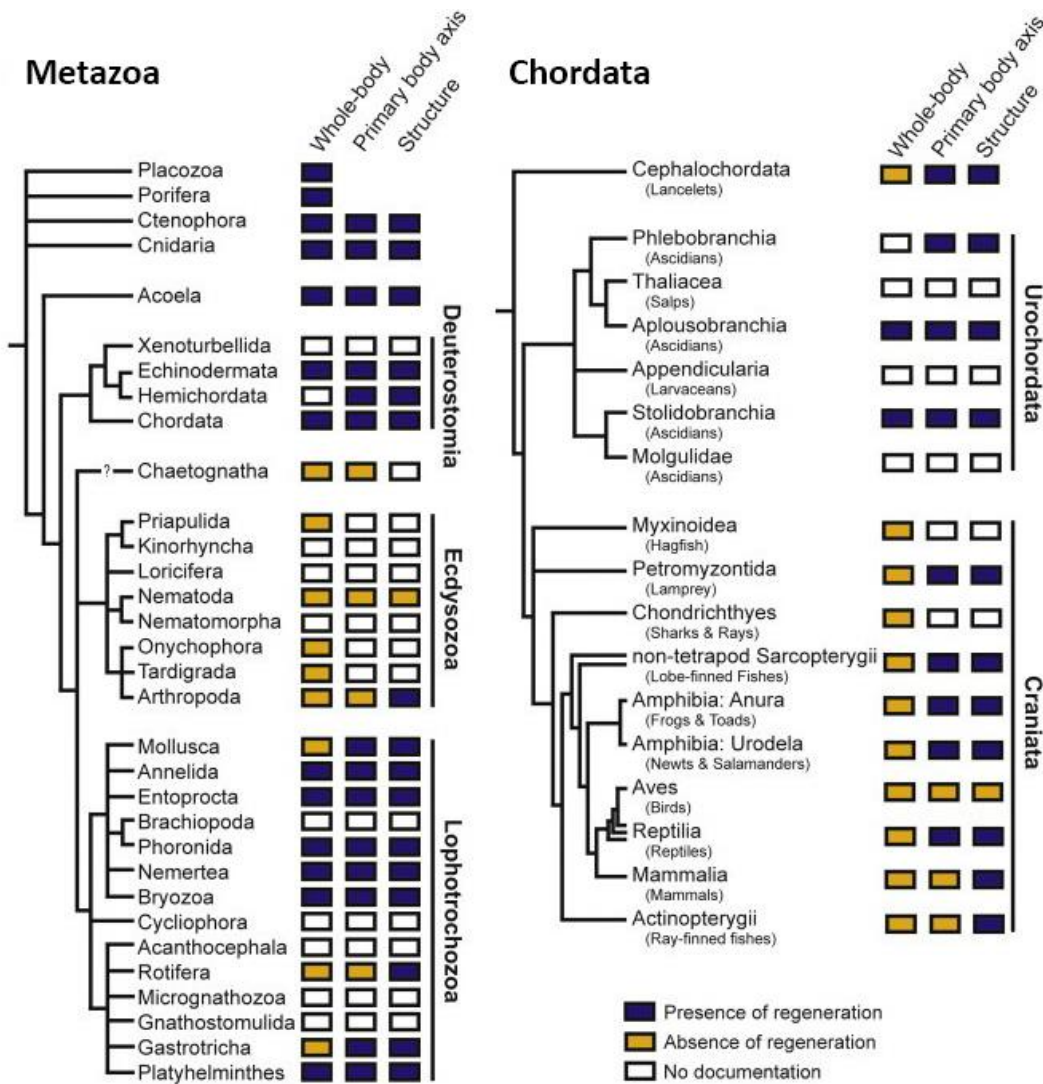 Metazoa
Whole-body
Primary body axis
Structure
Placozoa
Porifera
Ctenophora
Cnidaria
Acoela
Xenoturbellida
Echinodermata
Hemichordata
Chordata
Deuterostomia
?
Chaetognatha
Priapulida
Kinorhyncha
Loricifera
Nematoda
Nematomorpha
Onychophora
Tardigrada
Arthropoda
Ecdysozoa
Mollusca
Annelida
Entoprocta
Brachiopoda
Phoronida
Nemertea
Bryozoa
Cycliophora
Acanthocephala
Rotifera
Micrognathozoa
Gnathostomulida
Gastrotricha
Platyhelminthes
Lophotrochozoa
Chordata
Whole-body
Primary body axis
Structure
Cephalochordata
(Lancelets)
Phlebobranchia
(Ascidians)
Thaliacea
(Salps)
Aplousobranchia
(Ascidians)
Appendicularia
(Larvaceans)
Stolidobranchia
(Ascidians)
Molgulidae
(Ascidians)
Urochordata
Myxinoidea
(Hagfish)
Petromyzontida
(Lamprey)
Chondrichthyes
(Sharks & Rays)
non-tetrapod Sarcopterygii
(Lobe-finned Fishes)
Amphibia: Anura
(Frogs & Toads)
Amphibia: Urodela
(Newts & Salamanders)
Aves
(Birds)
Reptilia
(Reptiles)
Mammalia
(Mammals)
Actinopterygii
(Ray-finned fishes)
Craniata
Presence of regeneration
Absence of regeneration
No documentation